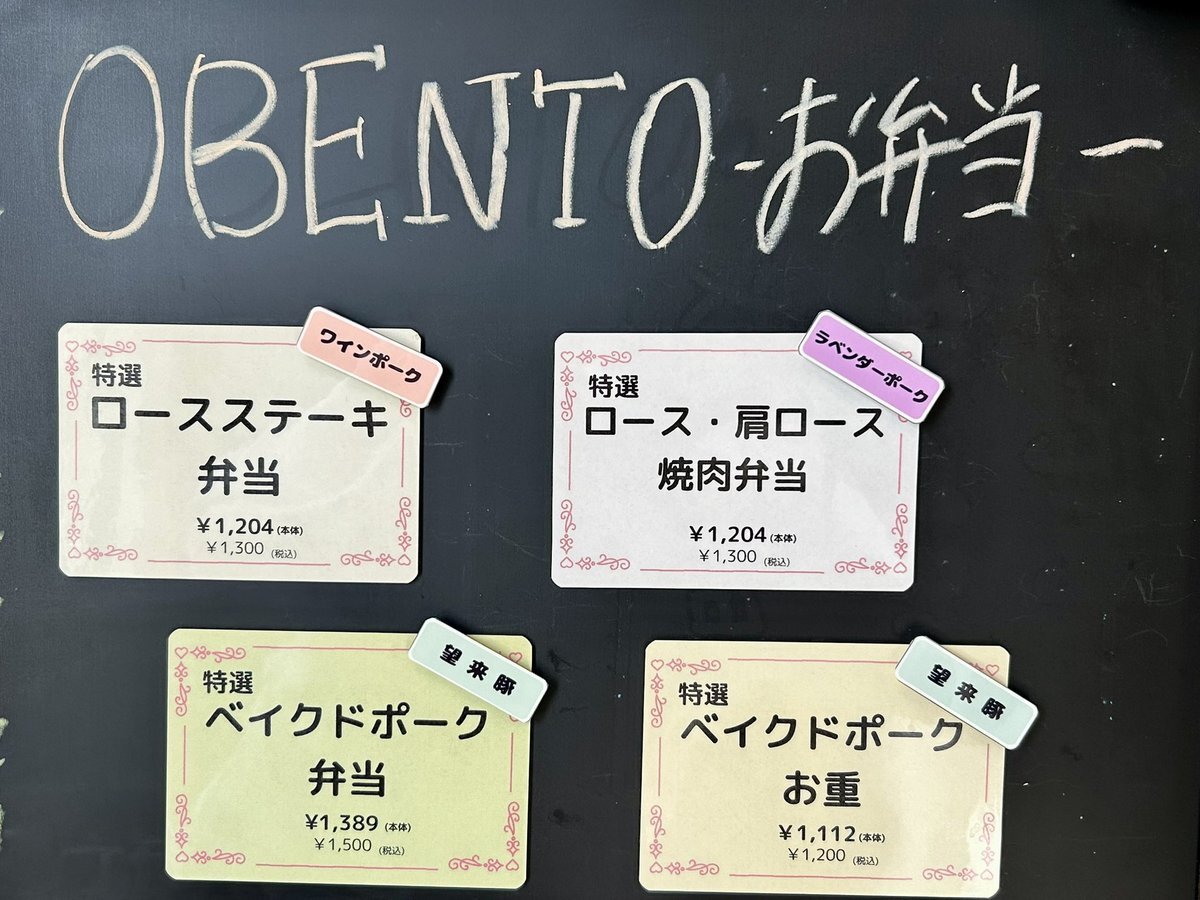 OBENTO -お弁当-
ワインポーク
特選
ロースステーキ
弁当
￥1,204(本体)
￥1,300 (税込)
ラベンダーポーク
特選
ロース・肩ロース
焼肉弁当
￥1,204(本体)
￥1,300 (税込)
望来豚
特選
ベイクドポーク
弁当
¥1,389 (本体)
￥1,500 (税込)
望来豚
特選
ベイクドポーク
お重
￥1,112(本体)
￥1,200 (税込)